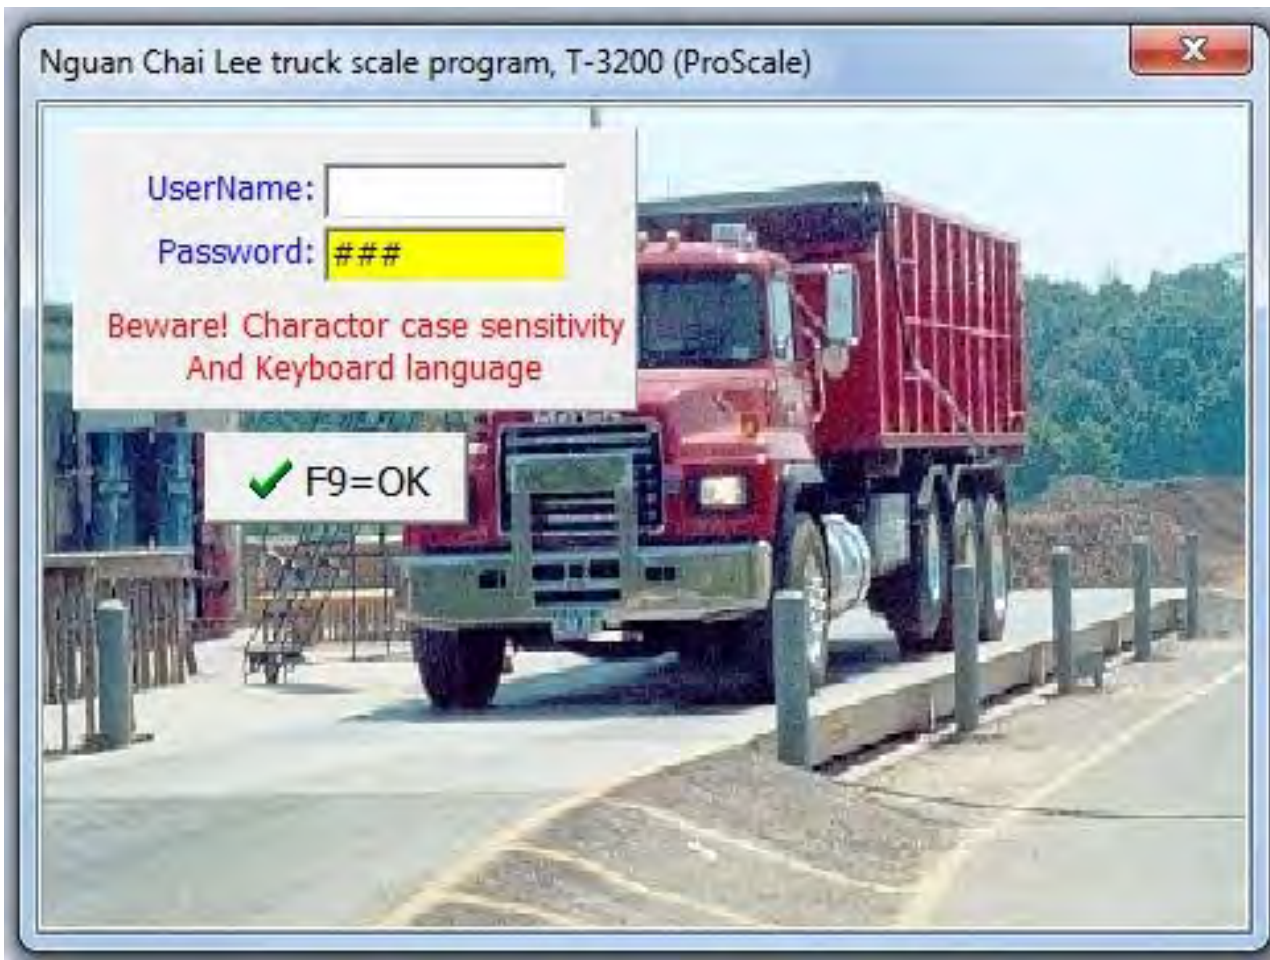 Nguan Chai Lee truck scale program, T-3200 (ProScale)
UserName:
Password: ###
Beware! Charactor case sensitivity
And Keyboard language
F9=OK